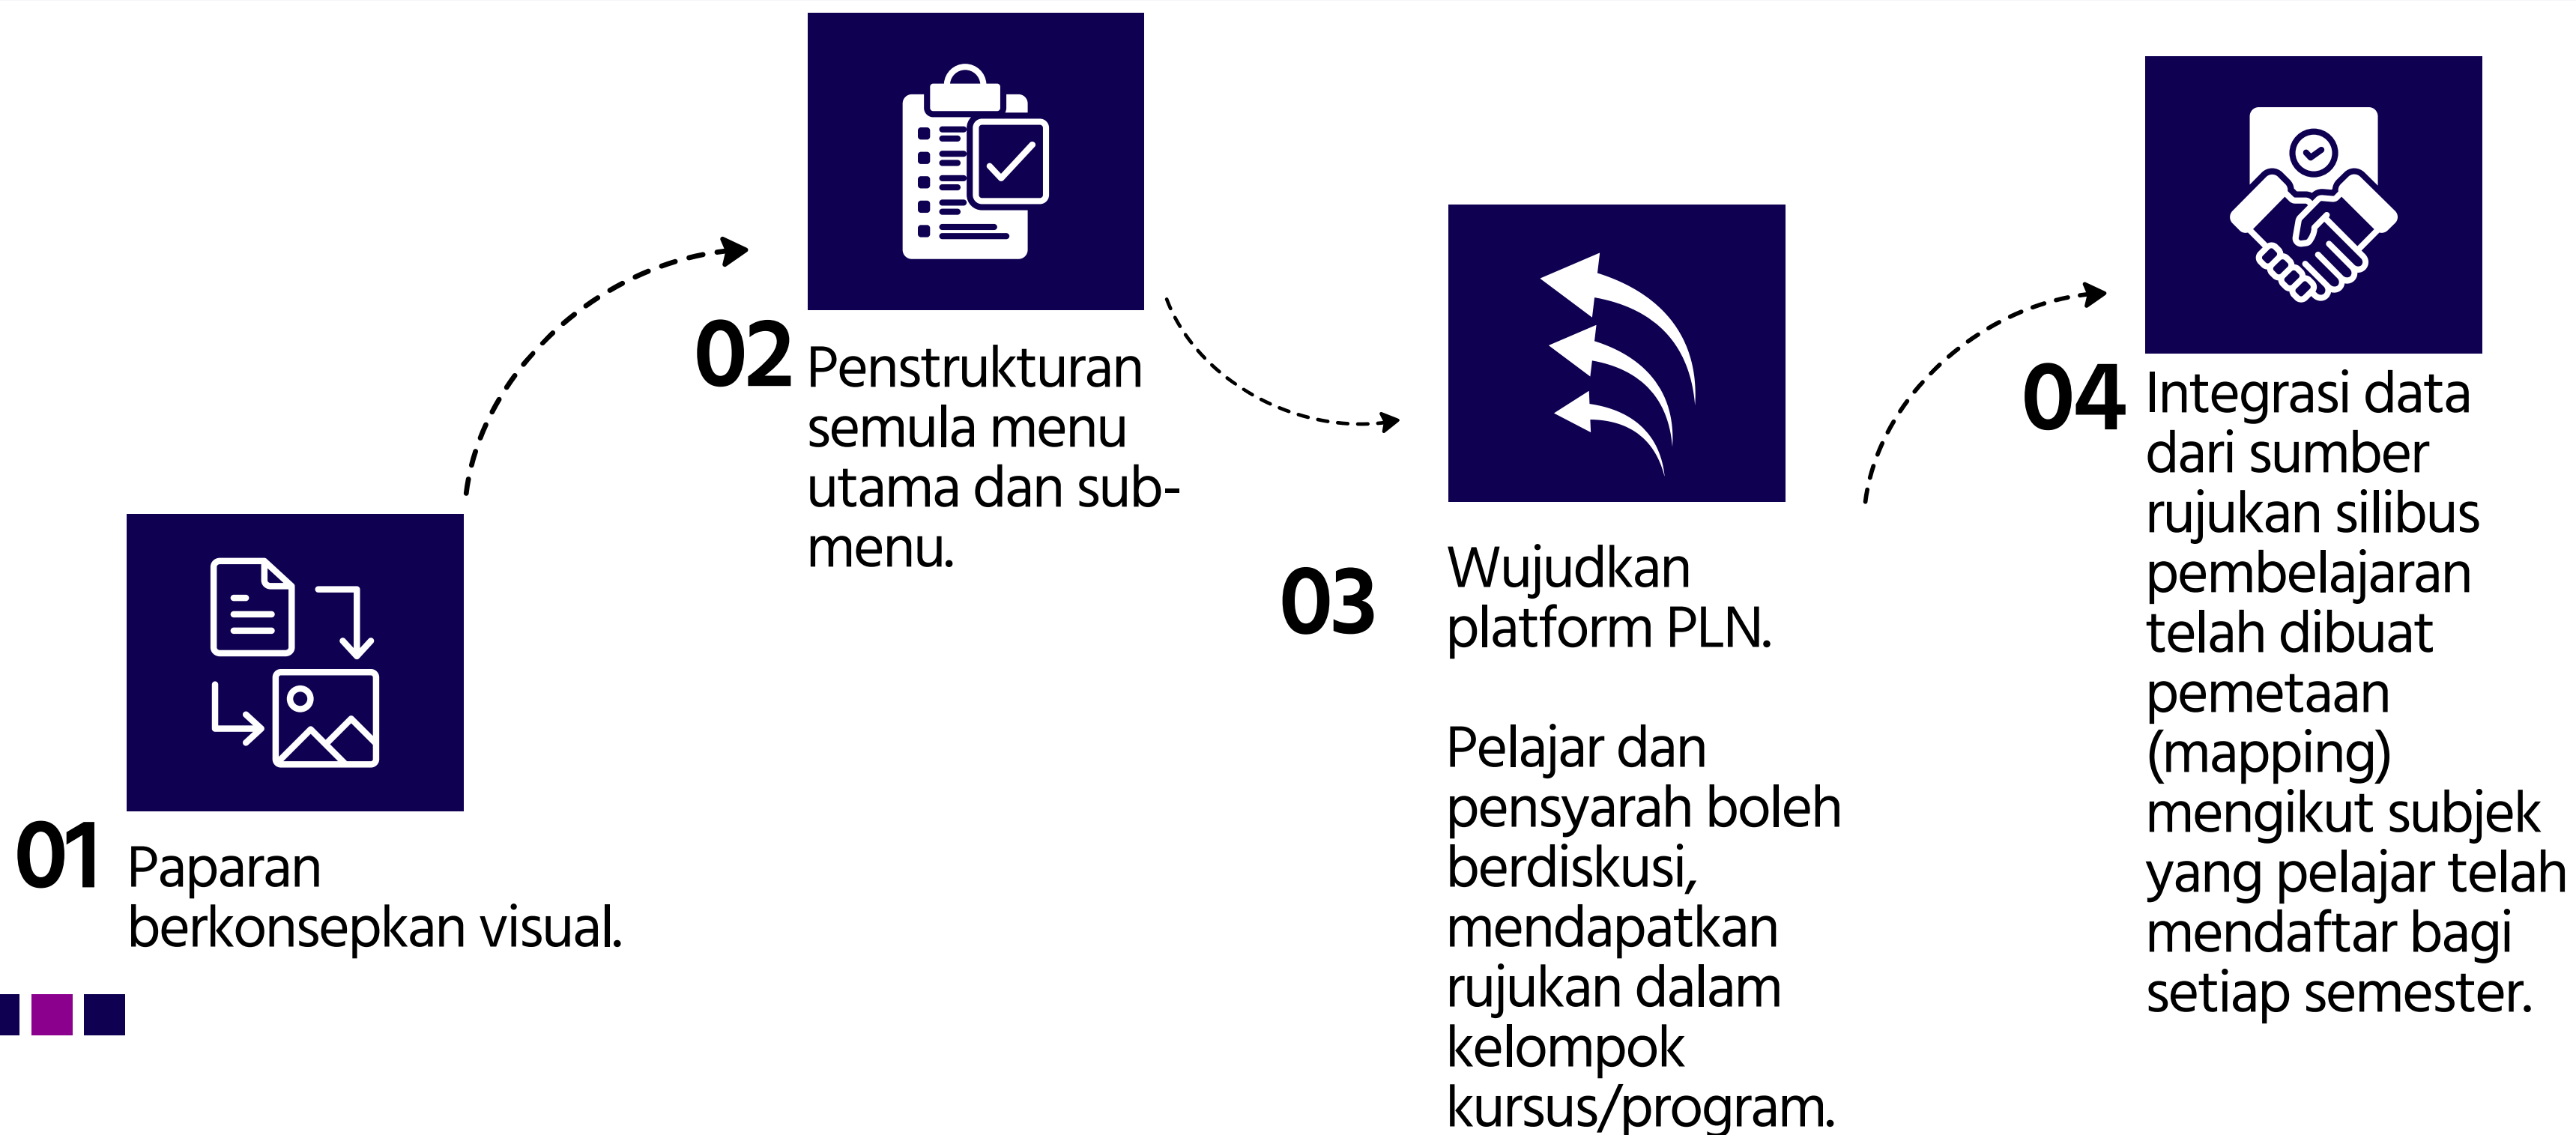 01
Paparan
berkonsepkan visual.
02
Penstrukturan
semula menu
utama dan sub-
menu.
03
Wujudkan
platform PLN.
Pelajar dan
pensyarah boleh
berdiskusi,
mendapatkan
rujukan dalam
kelompok
kursus/program.
04
Integrasi data
dari sumber
rujukan silibus
pembelajaran
telah dibuat
pemetaan
(mapping)
mengikut subjek
yang pelajar telah
mendaftar bagi
setiap semester.